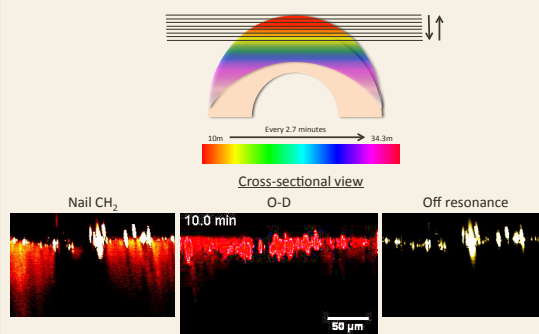 Every 2.7 minutes
10m
34.3m
Cross-sectional view
Nail CH₂
O-D
Off resonance
10.0 min
50 µm